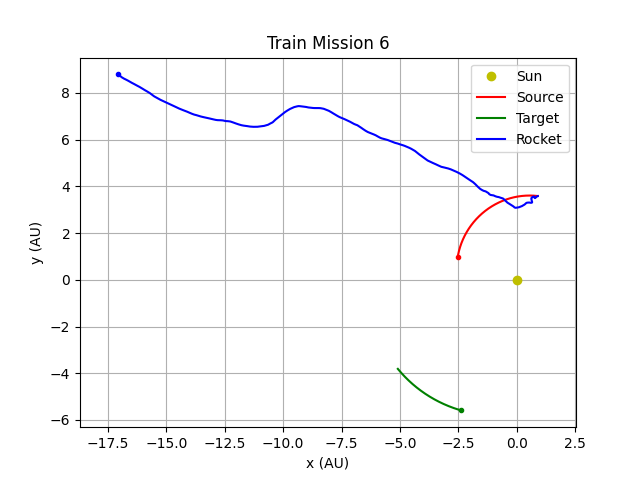 Train Mission 6
Sun
Source
Target
Rocket
y (AU)
8
6
4
2
0
−2
−4
−6
−17.5 −15.0 −12.5 −10.0 −7.5 −5.0 −2.5 0.0 2.5
x (AU)